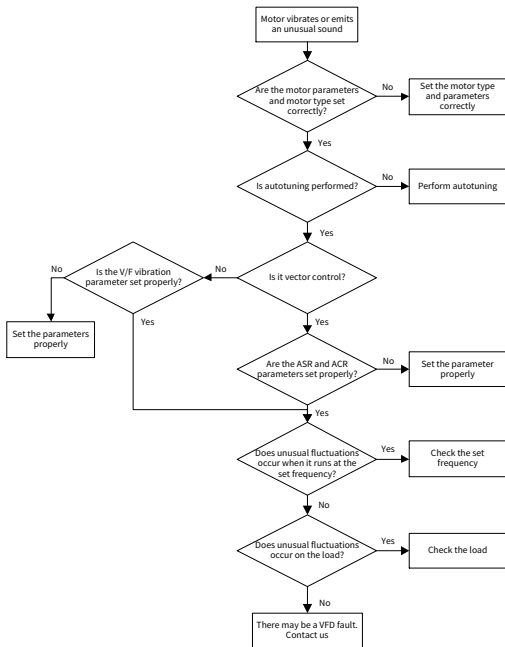 Motor vibrates or emits
an unusual sound
Are the motor parameters
and motor type set
correctly?
No
Set the motor type
and parameters
correctly
Yes
Is autotuning performed?
No
Perform autotuning
Yes
Is it vector control?
No
Is the V/F vibration
parameter set properly?
No
Set the parameters
properly
Yes
Yes
Are the ASR and ACR
parameters set properly?
No
Set the parameter
properly
Yes
Does unusual fluctuations
occur when it runs at the
set frequency?
Yes
Check the set
frequency
No
Does unusual fluctuations
occur on the load?
Yes
Check the load
No
There may be a VFD fault.
Contact us